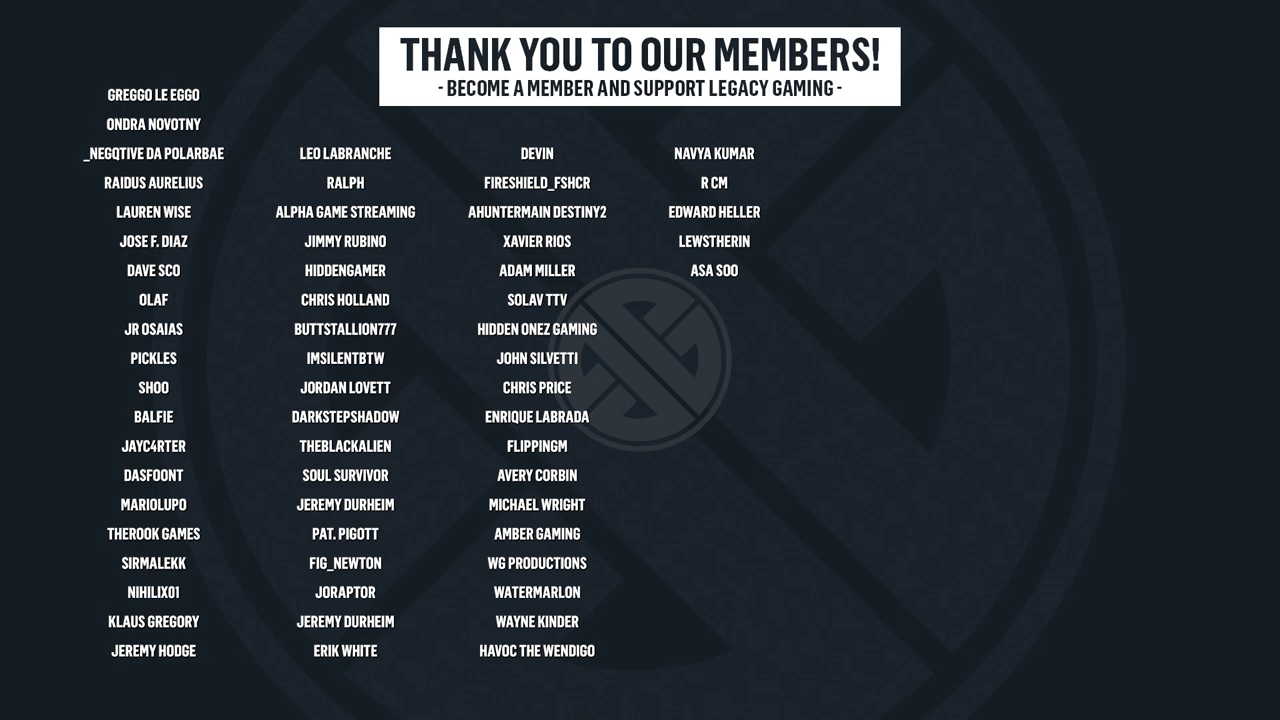 THANK YOU TO OUR MEMBERS!
- BECOME A MEMBER AND SUPPORT LEGACY GAMING -
GREGGO LE EGGO
ONDRA NOVOTNY
_NEGQTIVE DA POLARBAE
RAIDUS AURELIUS
LAUREN WISE
JOSE F. DIAZ
DAVE SCO
OLAF
JR OSAIAS
PICKLES
SHOO
BALFIE
JAYC4RTER
DASFOONT
MARIOLUPO
THEROOK GAMES
SIRMALEKK
NIHILIX01
KLAUS GREGORY
JEREMY HODGE
LEO LABRANCHE
RALPH
ALPHA GAME STREAMING
JIMMY RUBINO
HIDDENGAMER
CHRIS HOLLAND
BUTTSTALLION777
IMSILENTBTW
JORDAN LOVETT
DARKSTEPSHADOW
THEBLACKALIEN
SOUL SURVIVOR
JEREMY DURHEIM
PAT. PIGOTT
FIG_NEWTON
JORAPTOR
JEREMY DURHEIM
ERIK WHITE
DEVIN
FIRESHIELD_FSHCR
AHUNTERMAIN DESTINY2
XAVIER RIOS
ADAM MILLER
SOLAV TTV
HIDDEN ONEZ GAMING
JOHN SILVETTI
CHRIS PRICE
ENRIQUE LABRADA
FLIPPINGM
AVERY CORBIN
MICHAEL WRIGHT
AMBER GAMING
WG PRODUCTIONS
WATERMARLON
WAYNE KINDER
HAVOC THE WENDIGO
NAVYA KUMAR
R CM
EDWARD HELLER
LEWSTHERIN
ASA SOO